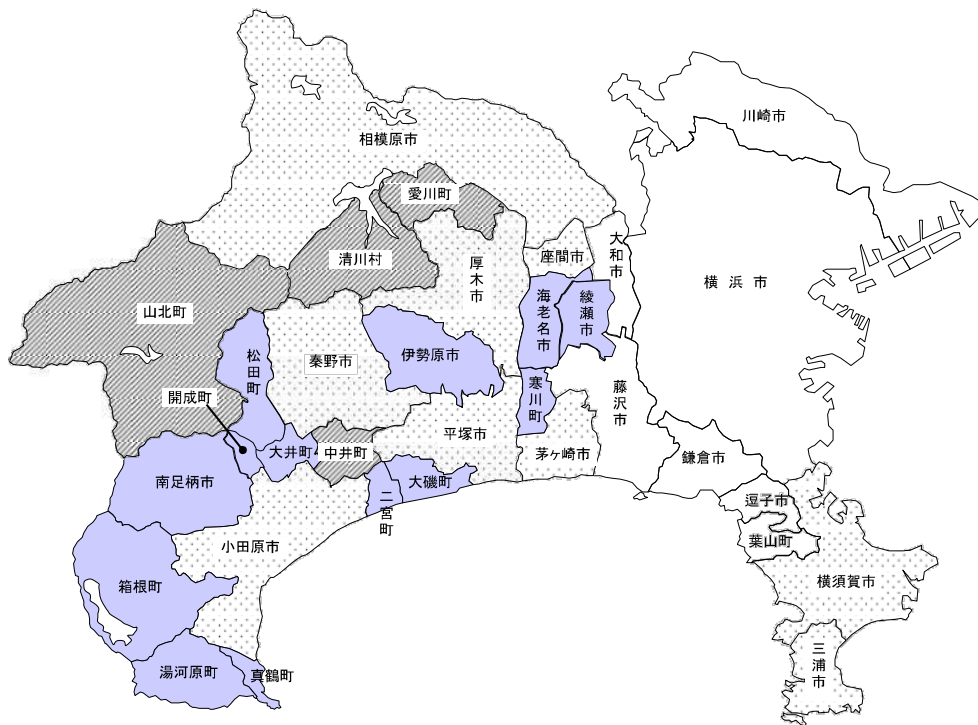 川崎市
相模原市
愛川町
大和市
座間市
清川村
厚木市
横浜市
海老名市
綾瀬市
山北町
伊勢原市
秦野市
松田町
寒川町
藤沢市
開成町
平塚市
大井町
中井町
茅ヶ崎市
鎌倉市
南足柄市
大磯町
二宮町
逗子市
葉山町
小田原市
箱根町
横須賀市
湯河原町
真鶴町
三浦市